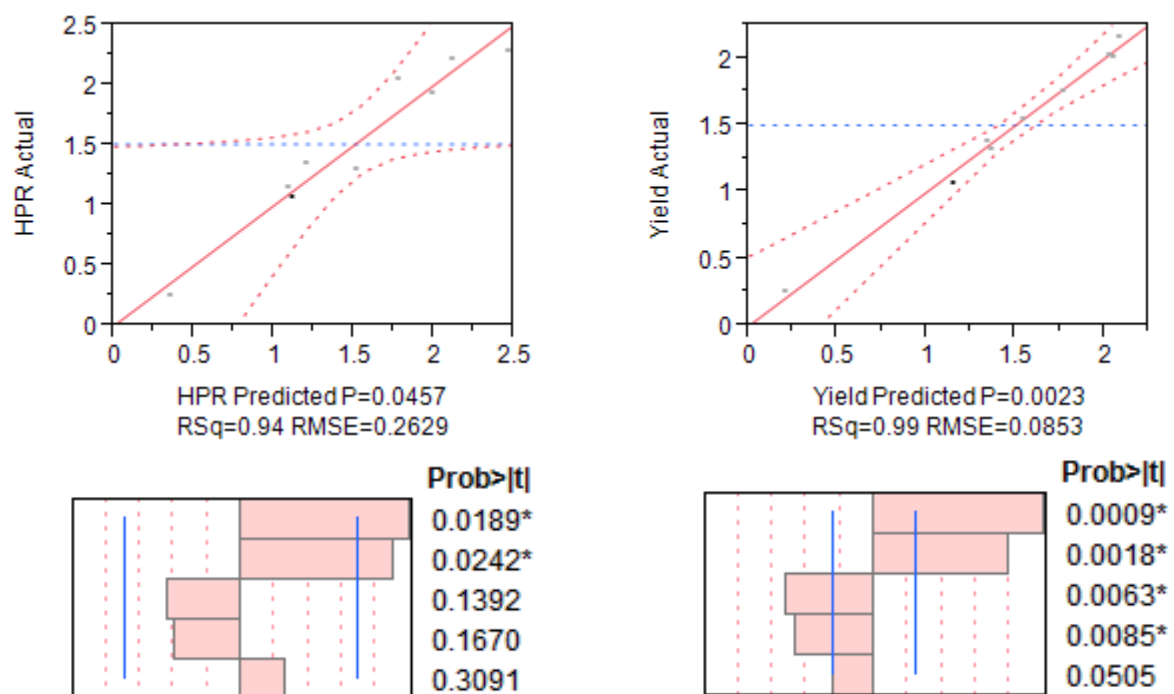 2.5
2
1.5
1
0.5
0
HPR Actual
0 0.5 1 1.5 2 2.5
HPR Predicted P=0.0457
RSq=0.94 RMSE=0.2629
Prob>|t|
0.0189*
0.0242*
0.1392
0.1670
0.3091
2
1.5
1
0.5
0
Yield Actual
0 0.5 1 1.5 2
Yield Predicted P=0.0023
RSq=0.99 RMSE=0.0853
Prob>|t|
0.0009*
0.0018*
0.0063*
0.0085*
0.0505